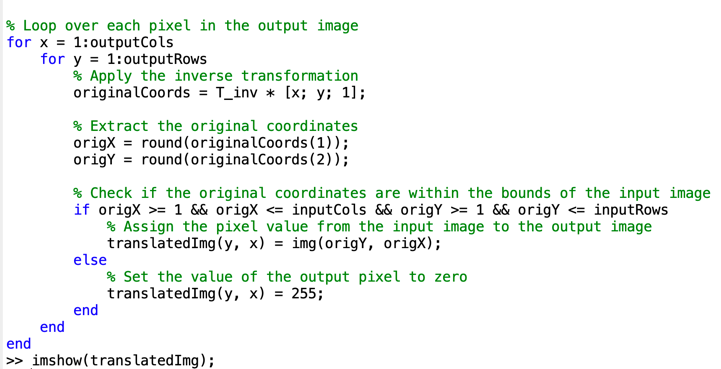 % Loop over each pixel in the output image
for x = 1:outputCols
for y = 1:outputRows
% Apply the inverse transformation
originalCoords = T_inv * [x; y; 1];
% Extract the original coordinates
origX = round(originalCoords(1));
origY = round(originalCoords(2));
% Check if the original coordinates are within the bounds of the input image
if origX >= 1 && origX <= inputCols && origY >= 1 && origY <= inputRows
% Assign the pixel value from the input image to the output image
translatedImg(y, x) = img(origY, origX);
else
% Set the value of the output pixel to zero
translatedImg(y, x) = 255;
end
end
end
>> imshow(translatedImg);